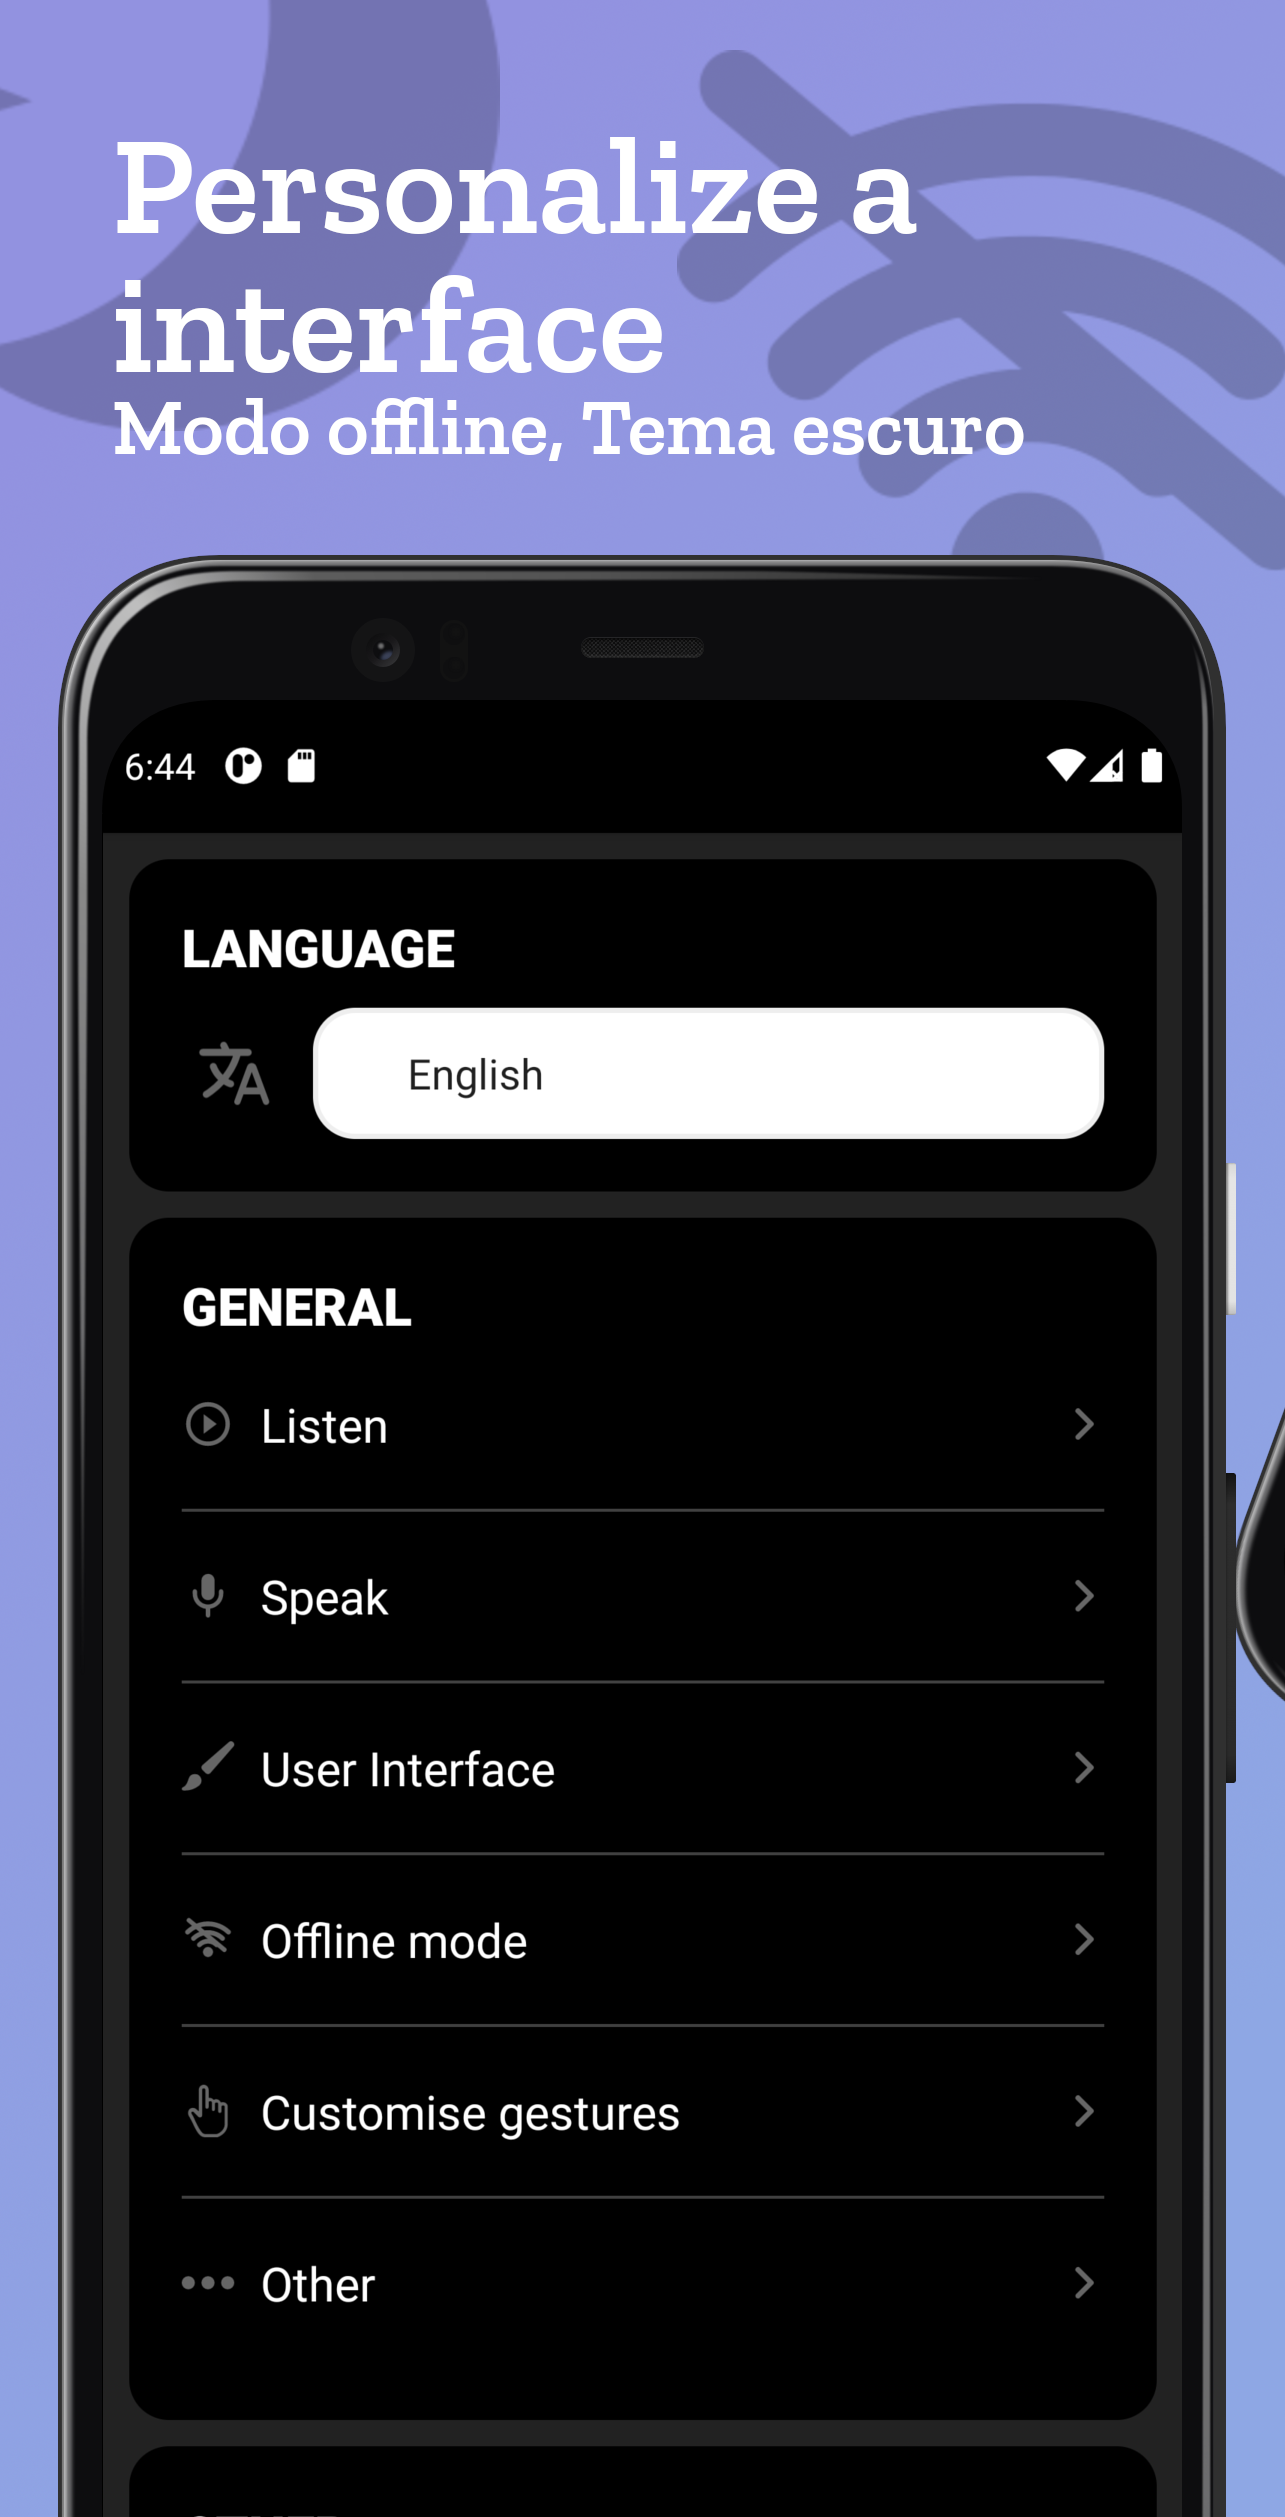 Personalize a
interface
Modo offline, Tema escuro
6:44
LANGUAGE
English
GENERAL
Listen
Speak
User Interface
Offline mode
Customise gestures
Other